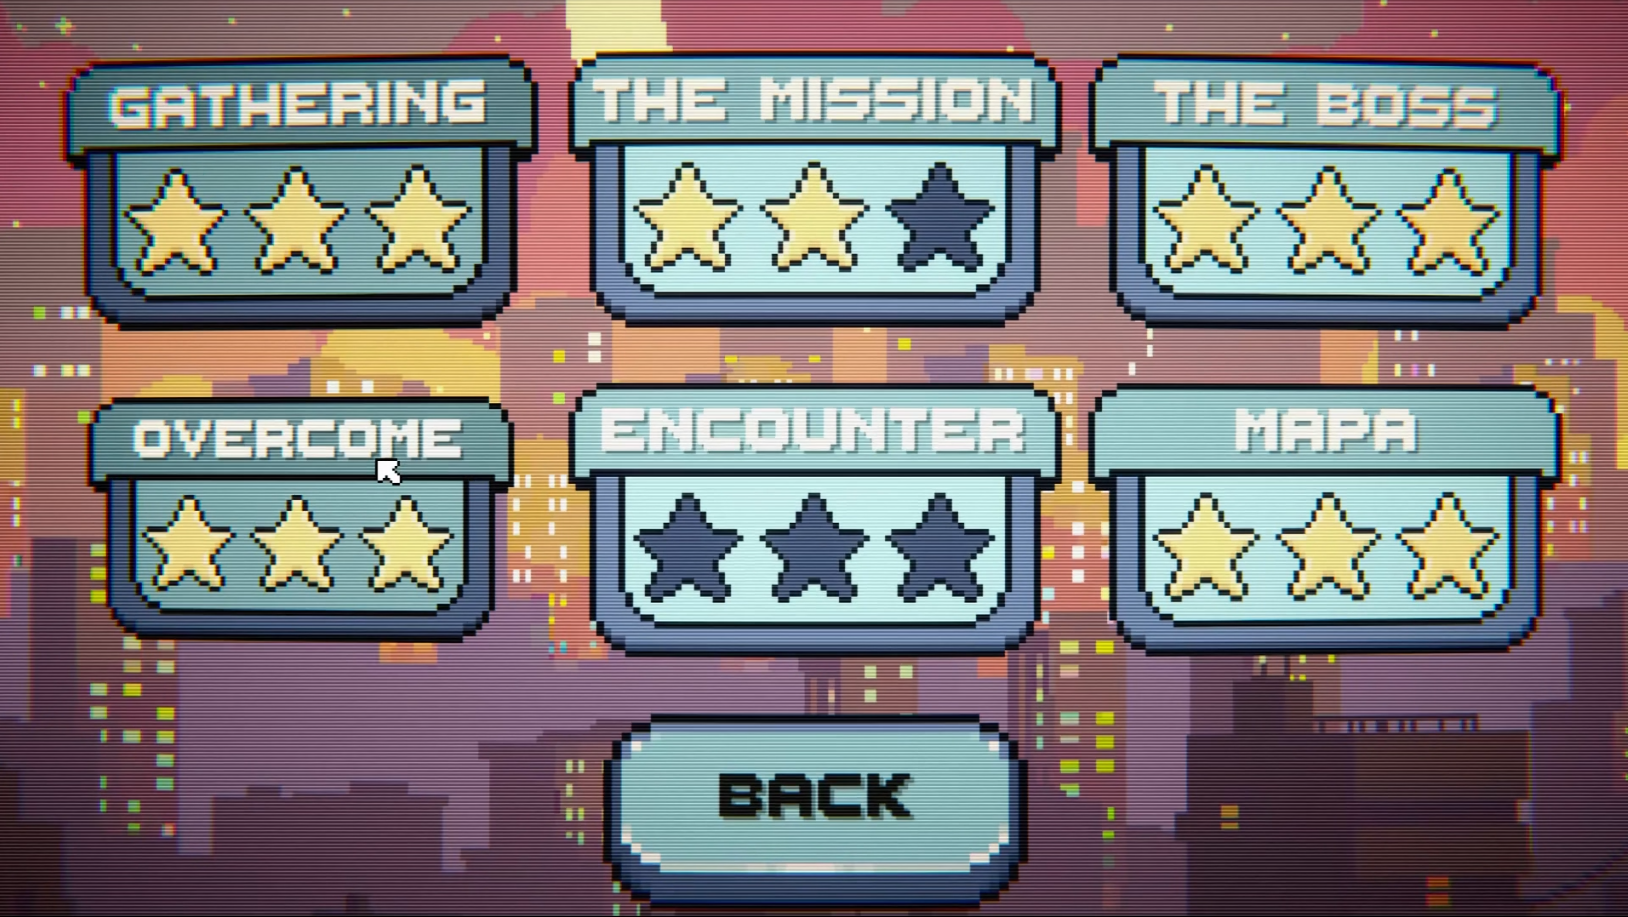 GATHERING
THE MISSION
THE BOSS
OVERCOME
ENCOUNTER
MAPA
BACK